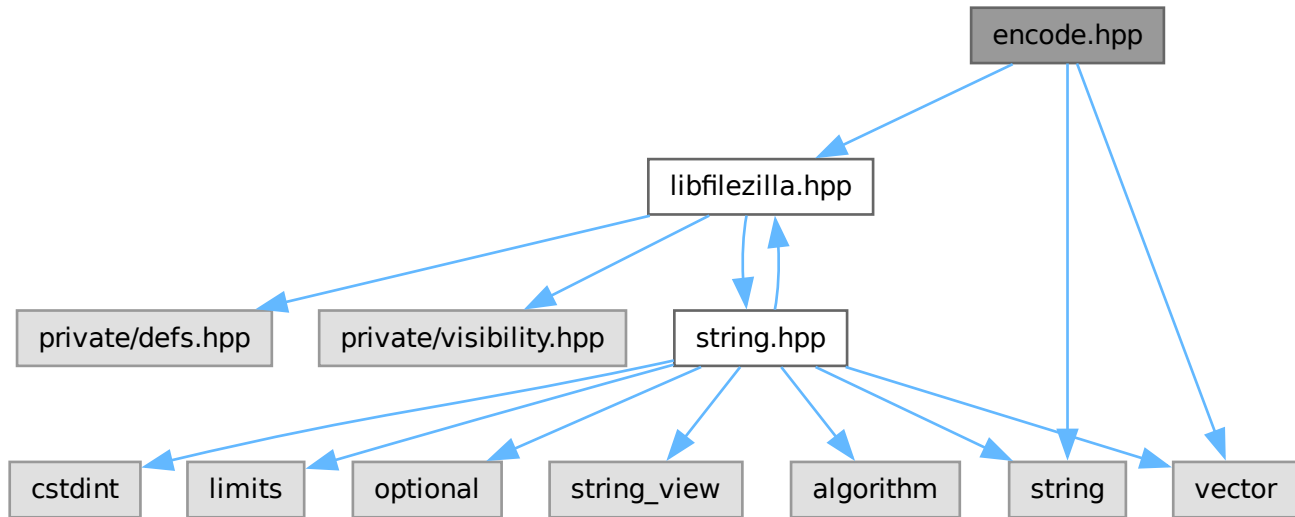 encode.hpp
libfilezilla.hpp
private/defs.hpp
private/visibility.hpp
string.hpp
cstdint
limits
optional
string_view
algorithm
string
vector